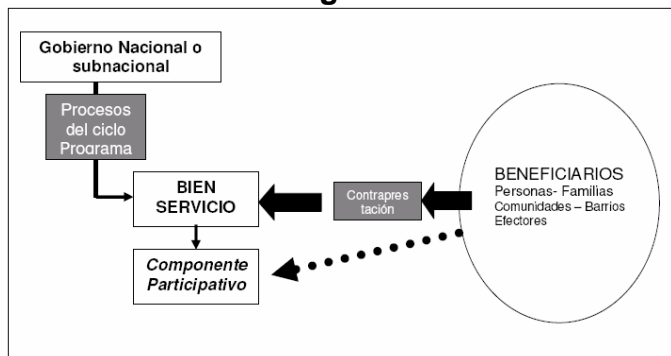 Gobierno Nacional o
subnacional
Procesos
del ciclo
Programa
BIEN
SERVICIO
Contrapres
tación
BENEFICIARIOS
Personas- Familias
Comunidades – Barrios
Efectores
Componente
Participativo